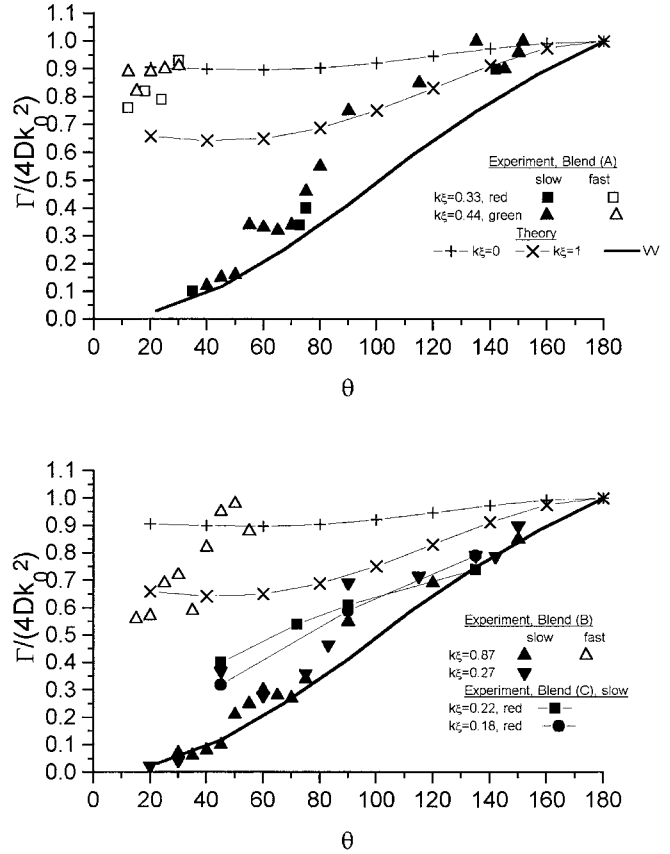 Γ/(4Dk₀²)
1.1
1.0
0.9
0.8
0.7
0.6
0.5
0.4
0.3
0.2
0.1
0.0
0 20 40 60 80 100 120 140 160 180
θ
Experiment, Blend (A)
slow fast
kξ=0.33, red
kξ=0.44, green
Theory
kξ=0 kξ=1 VV
Γ/(4Dk₀²)
1.1
1.0
0.9
0.8
0.7
0.6
0.5
0.4
0.3
0.2
0.1
0.0
0 20 40 60 80 100 120 140 160 180
θ
Experiment, Blend (B)
slow fast
kξ=0.87
kξ=0.27
Experiment, Blend (C), slow
kξ=0.22, red
kξ=0.18, red